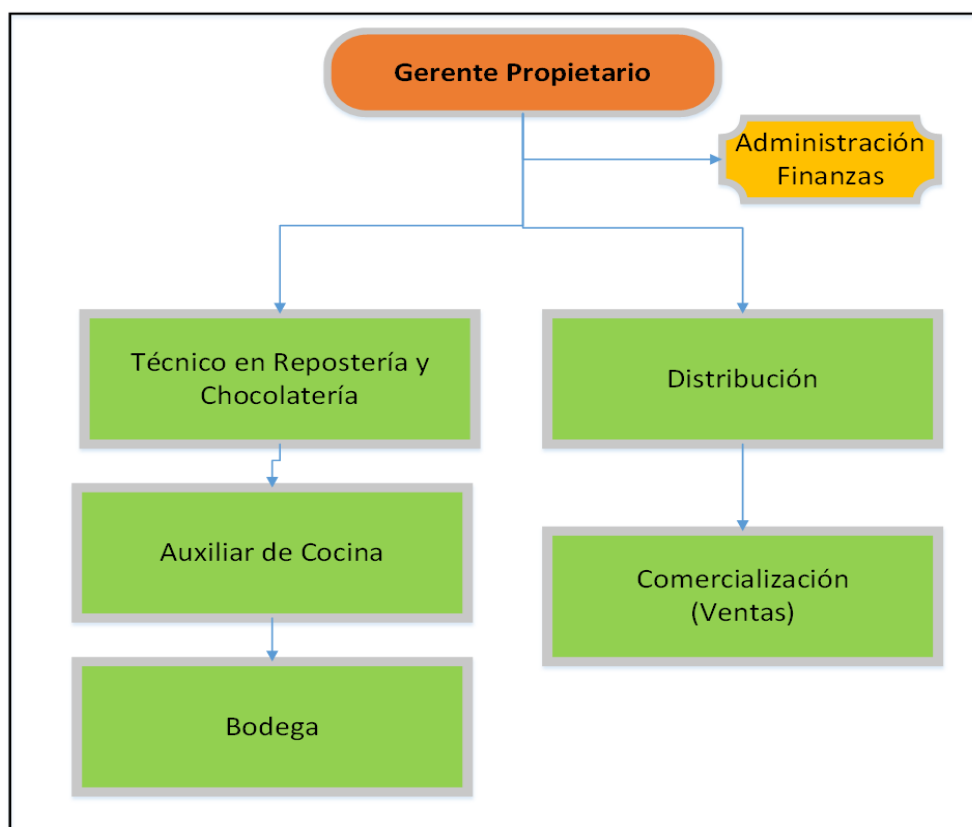 Gerente Propietario
Administración
Finanzas
Técnico en Repostería y
Chocolatería
Distribución
Auxiliar de Cocina
Comercialización
(Ventas)
Bodega